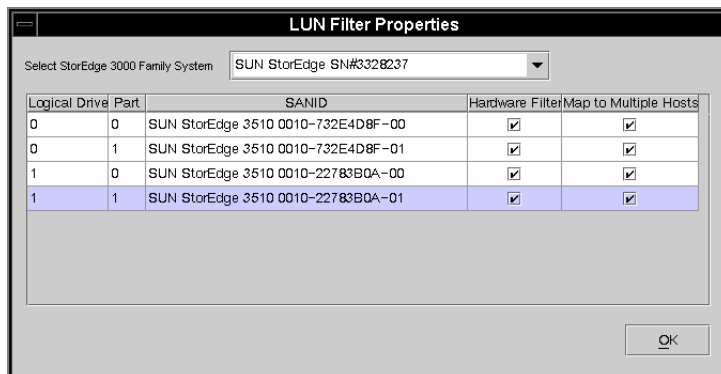 LUN Filter Properties
Select StorEdge 3000 Family System SUN StorEdge SN#3328237
Logical Drive Part SANID Hardware Filter Map to Multiple Hosts
0 0 SUN StorEdge 3510 0010-732E4D8F-00
0 1 SUN StorEdge 3510 0010-732E4D8F-01
1 0 SUN StorEdge 3510 0010-22783B0A-00
1 1 SUN StorEdge 3510 0010-22783B0A-01
OK